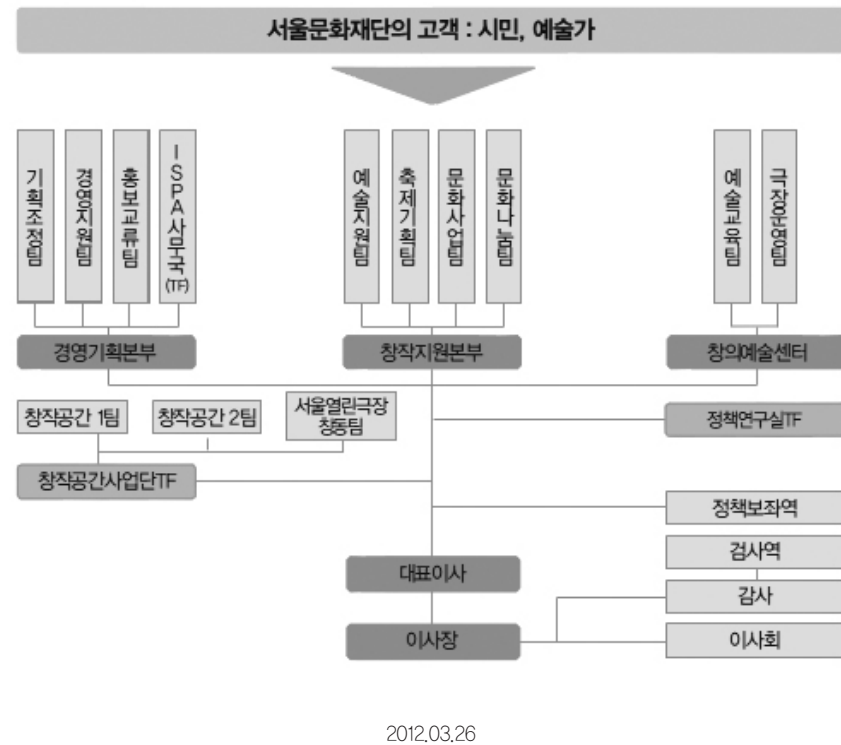 서울문화재단의 고객 : 시민, 예술가
기획조정팀
경영지원팀
홍보교류팀
ISPA사무국(TF)
예술지원팀
축제기획팀
문화사업팀
문화나눔팀
예술교육팀
극장운영팀
경영기획본부
창작지원본부
창의예술센터
창작공간 1팀
창작공간 2팀
서울열린극장
창동팀
정책연구실TF
창작공간사업단TF
정책보좌역
검사역
대표이사
감사
이사장
이사회
2012.03.26